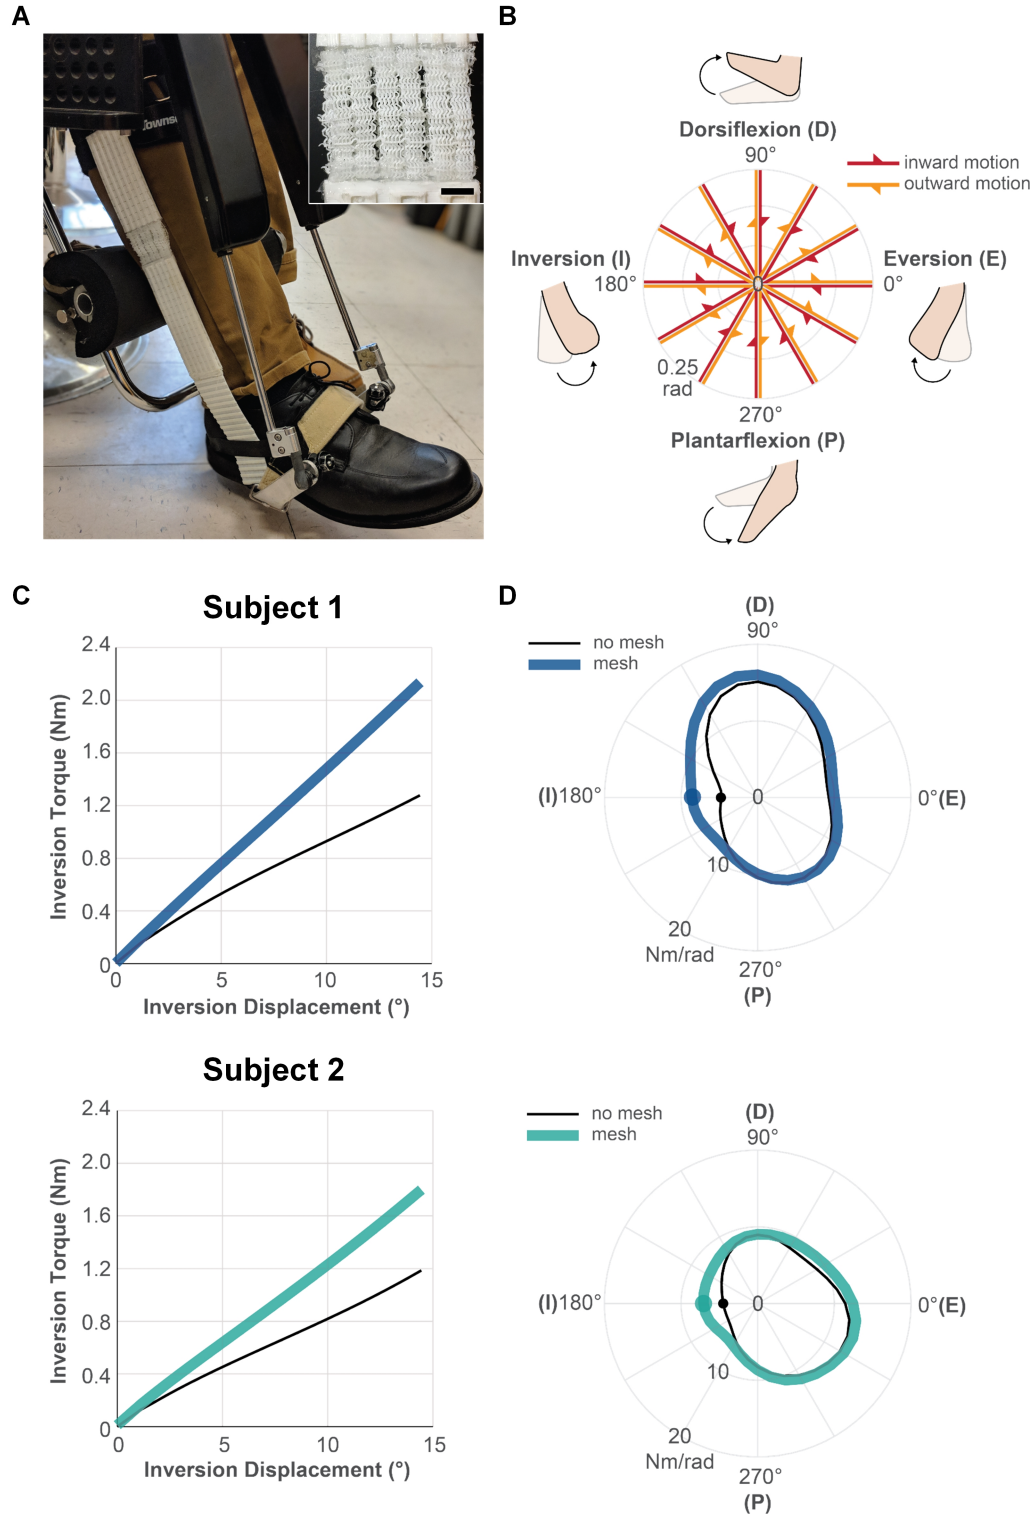 A
B
Townse
Dorsiflexion (D)
90°
inward motion
outward motion
Inversion (I)
180°
0
Eversion (E)
0°
0.25
rad
270°
Plantarflexion (P)
C
Subject 1
2.4
2.0
1.6
1.2
0.8
0.4
0
0
5
10
15
Inversion Torque (Nm)
Inversion Displacement (°)
D
(D)
90°
no mesh
mesh
(I)180°
0
0°(E)
10
20
Nm/rad
270°
(P)
Subject 2
2.4
2.0
1.6
1.2
0.8
0.4
0
0
5
10
15
Inversion Torque (Nm)
Inversion Displacement (°)
(D)
90°
no mesh
mesh
(I)180°
0
0°(E)
10
20
Nm/rad
270°
(P)